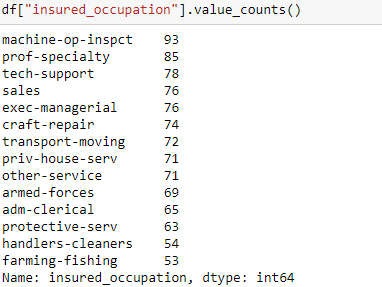 df["insured_occupation"].value_counts()
machine-op-inspct    93
prof-specialty       85
tech-support         78
sales                76
exec-managerial      76
craft-repair         74
transport-moving     72
priv-house-serv      71
other-service        71
armed-forces         69
adm-clerical         65
protective-serv      63
handlers-cleaners    54
farming-fishing      53
Name: insured_occupation, dtype: int64